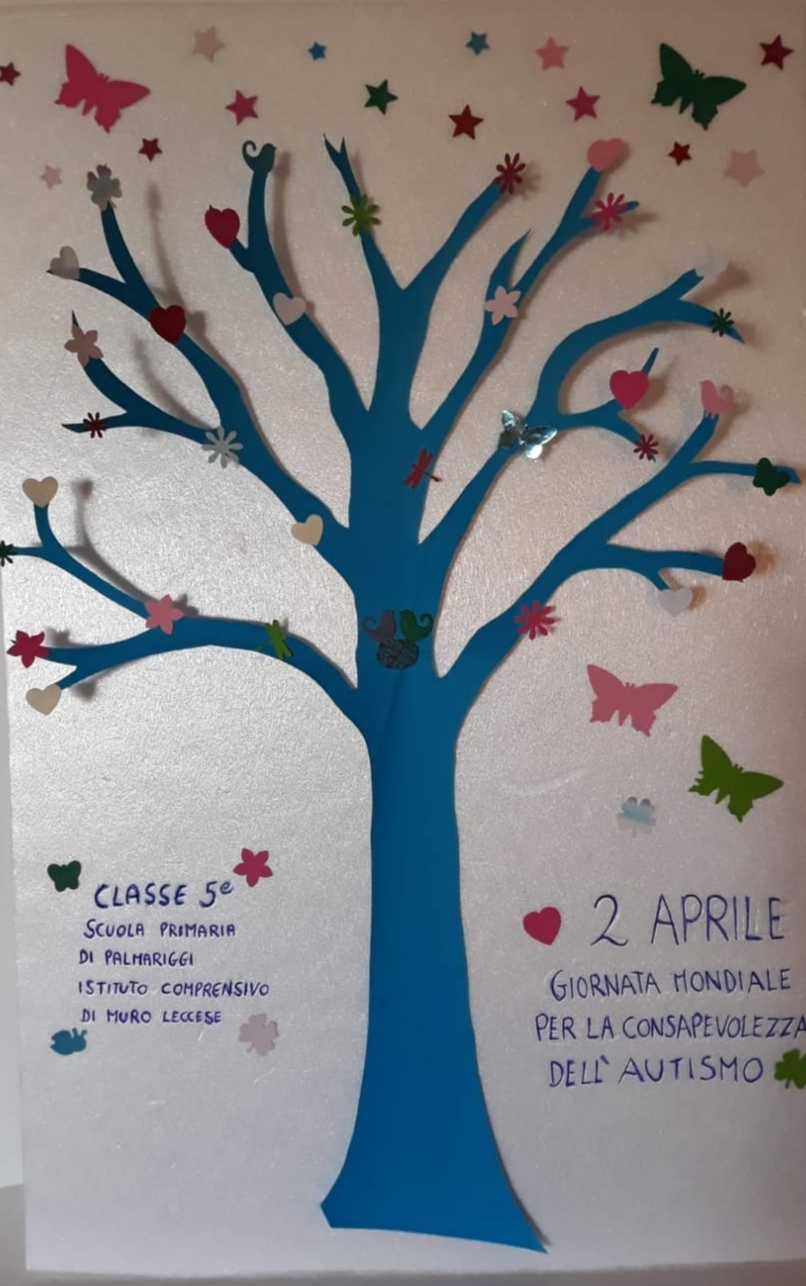 CLASSE 5e
SCUOLA PRIMARIA
DI PALMARIGGI
ISTITUTO COMPRENSIVO
DI MURO LECCESE
2 APRILE
GIORNATA MONDIALE
PER LA CONSAPEVOLEZZA
DELL' AUTISMO